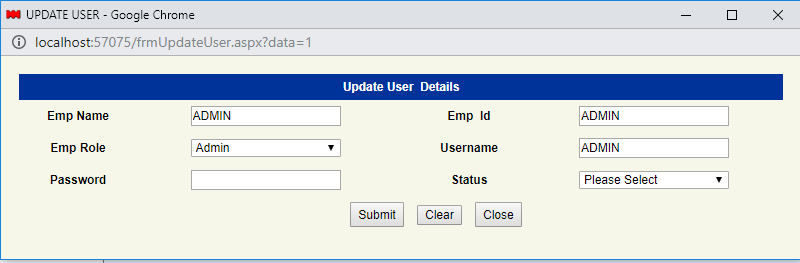 UPDATE USER - Google Chrome
localhost:57075/frmUpdateUser.aspx?data=1
Update User  Details
Emp Name ADMIN Emp  Id ADMIN
Emp Role Admin Username ADMIN
Password Status Please Select
Submit Clear Close